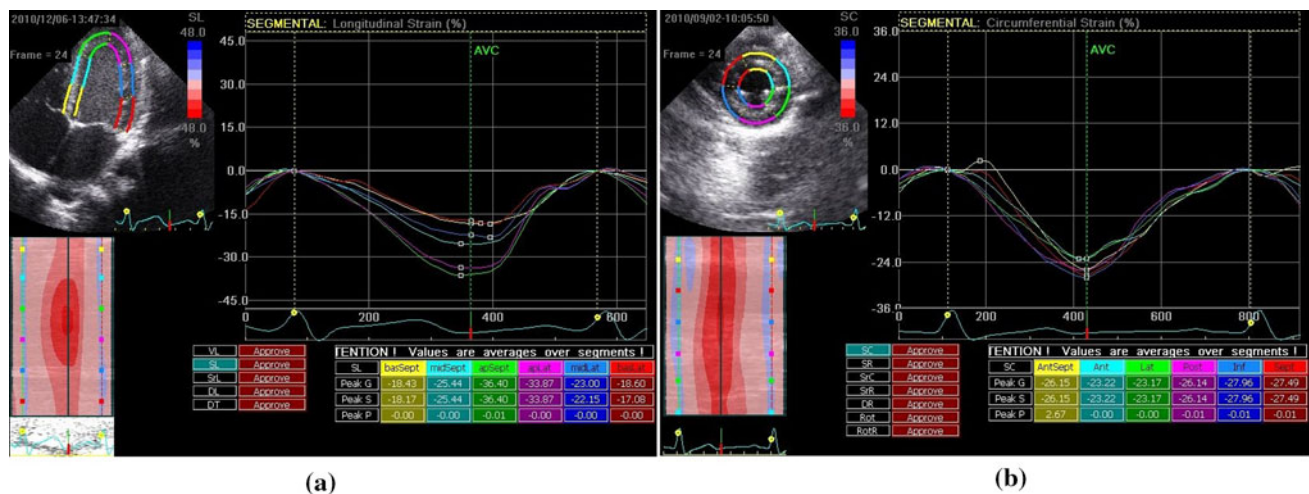 2010/12/06-13:47:34
SL
48.0
Frame = 24
48.0
%
SEGMENTAL: Longitudinal Strain (%)
AVC
45.0
30.0
15.0
0.0
-15.0
-30.0
-45.0
0
200
400
600
VL Approve
SL Approve
SrL Approve
DL Approve
DT Approve
TENTION ! Values are averages over segments !
SL basSept midSept apSept apLat midLat basLat
Peak G -18.43 -25.44 -36.40 -33.87 -23.00 -18.60
Peak S -18.17 -25.44 -36.40 -33.87 -22.15 -17.08
Peak P -0.00 -0.00 -0.01 -0.00 -0.00 -0.00
(a)
2010/09/02-10:05:50
SC
36.0
Frame = 24
-36.0
%
SEGMENTAL: Circumferential Strain (%)
AVC
36.0
24.0
12.0
0.0
-12.0
-24.0
-36.0
0
200
400
600
800
SC Approve
SR Approve
SrC Approve
SrR Approve
DR Approve
Rot Approve
RotR Approve
TENTION ! Values are averages over segments !
SC AntSept Ant Lat Post Inf Sept
Peak G -26.15 -23.22 -23.17 -26.14 -27.96 -27.49
Peak S -26.15 -23.22 -23.17 -26.14 -27.96 -27.49
Peak P 2.67 -0.00 -0.00 -0.01 -0.01 -0.01
(b)